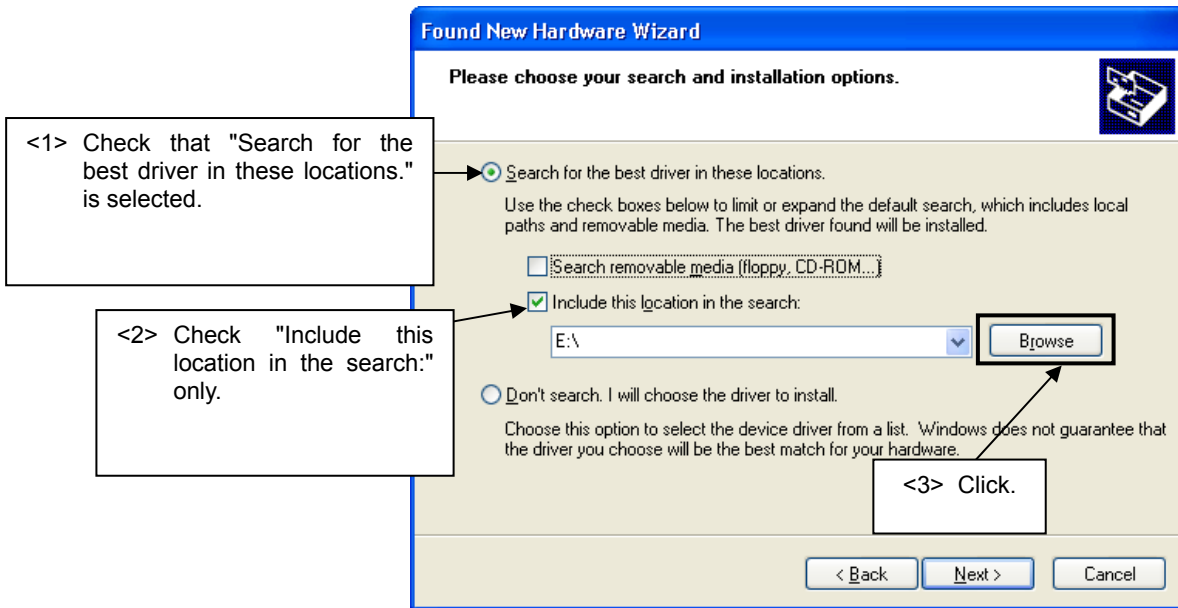 Found New Hardware Wizard
Please choose your search and installation options.
<1> Check that "Search for the
best driver in these locations."
is selected.
Search for the best driver in these locations.
Use the check boxes below to limit or expand the default search, which includes local
paths and removable media. The best driver found will be installed.
Search removable media (floppy, CD-ROM...)
Include this location in the search:
<2> Check "Include this
location in the search:"
only.
E:\
Browse
Don't search. I will choose the driver to install.
Choose this option to select the device driver from a list. Windows does not guarantee that
the driver you choose will be the best match for your hardware.
<3> Click.
< Back
Next >
Cancel